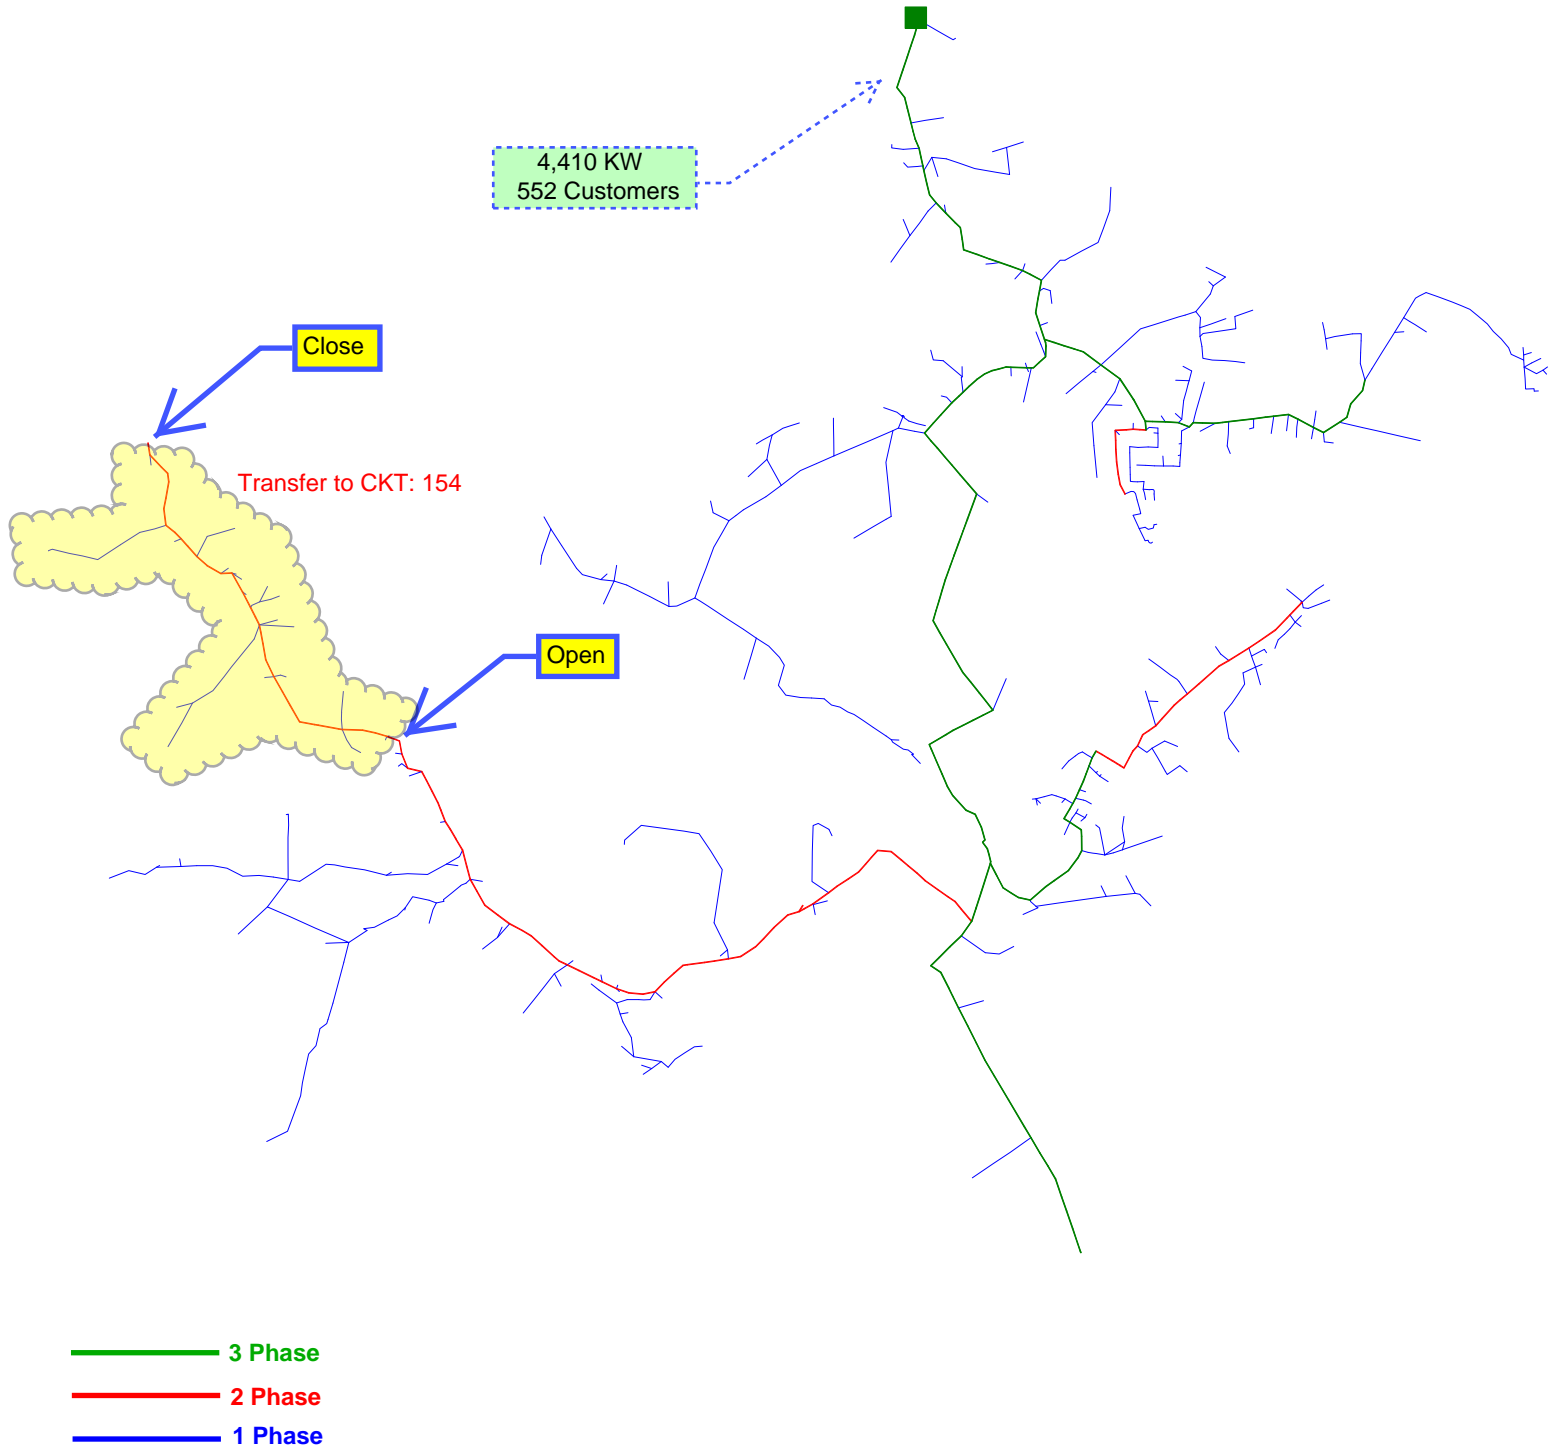 4,410 KW
552 Customers
Close
Transfer to CKT: 154
Open
3 Phase
2 Phase
1 Phase